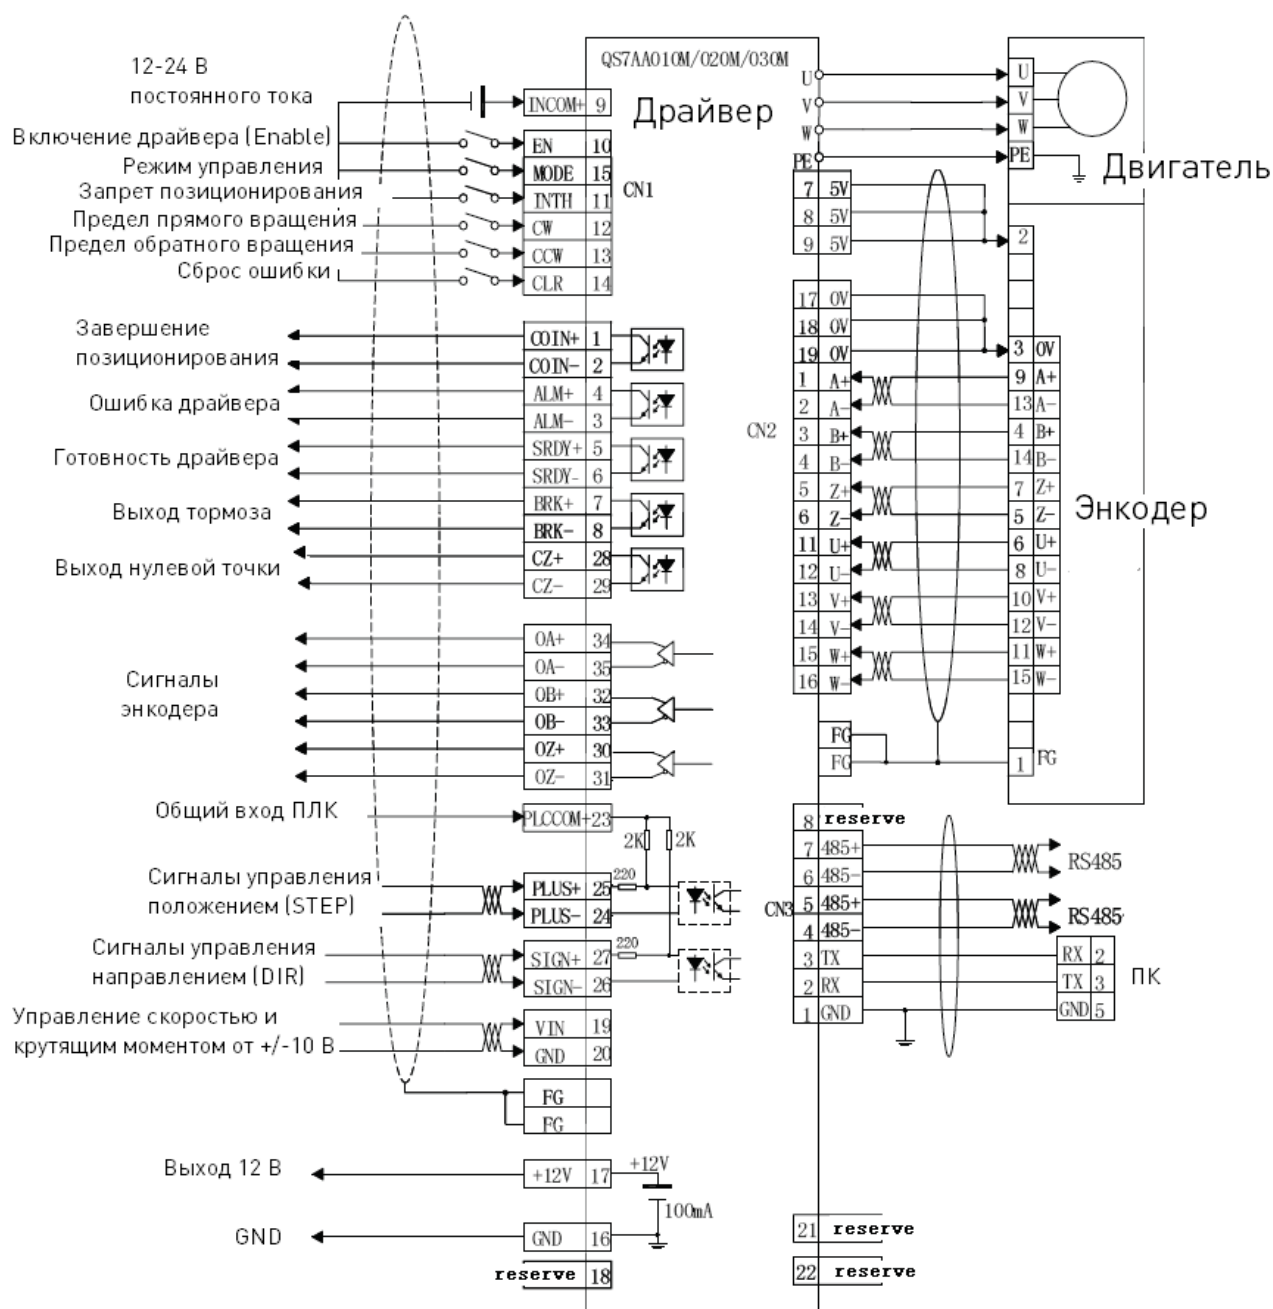 QS7AA010M/020M/030M
Драйвер
12-24 В
постоянного тока
INCOM+ 9
Включение драйвера (Enable)
EN 10
Режим управления
MODE 15
Запрет позиционирования
INTH 11
Предел прямого вращения
CW 12
Предел обратного вращения
CCW 13
Сброс ошибки
CLR 14
CN1
Завершение
позиционирования
COIN+ 1
COIN- 2
Ошибка драйвера
ALM+ 4
ALM- 3
Готовность драйвера
SRDY+ 5
SRDY- 6
Выход тормоза
BRK+ 7
BRK- 8
Выход нулевой точки
CZ+ 28
CZ- 29
Сигналы
энкодера
OA+ 34
OA- 35
OB+ 32
OB- 33
OZ+ 30
OZ- 31
Общий вход ПЛК
PLCCOM+ 23
2K 2K
Сигналы управления
положением (STEP)
PLUS+ 25 220
PLUS- 24
Сигналы управления
направлением (DIR)
SIGN+ 27 220
SIGN- 26
Управление скоростью и
крутящим моментом от +/-10 В
VIN 19
GND 20
FG
FG
Выход 12 В
+12V 17 +12V
100mA
GND
GND 16
reserve 18
U U
V V
W W
PE PE
Двигатель
7 5V
8 5V
9 5V
2
17 0V
18 0V
19 0V
3 0V
CN2
1 A+ 9 A+
2 A- 13 A-
3 B+ 4 B+
4 B- 14 B-
5 Z+ 7 Z+
6 Z- 5 Z-
11 U+ 6 U+
12 U- 8 U-
13 V+ 10 V+
14 V- 12 V-
15 W+ 11 W+
16 W- 15 W-
Энкодер
FG
FG 1 FG
CN3
8 reserve
7 485+
6 485-
RS485
5 485+
4 485-
RS485
3 TX RX 2
2 RX TX 3
1 GND GND 5
ПК
21 reserve
22 reserve